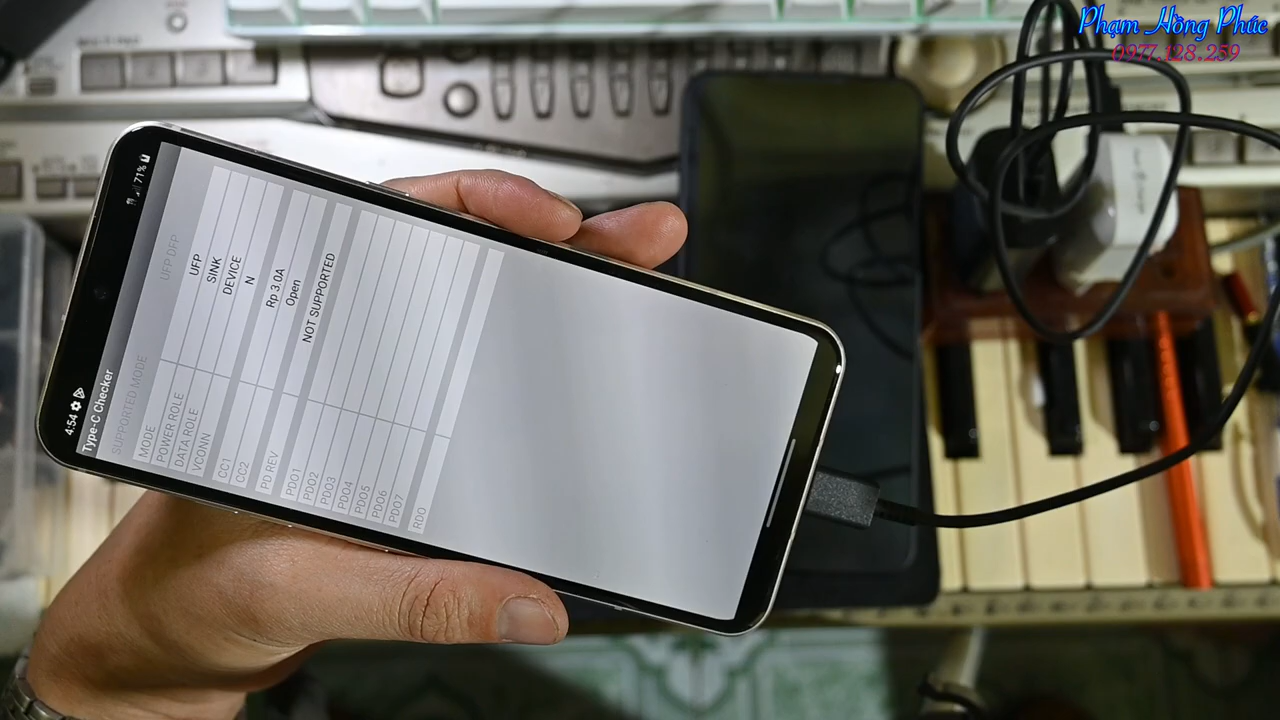 Phạm Hồng Phúc
0977.128.259
4:54 71%
Type-C Checker
SUPPORTED MODE UFP DFP
MODE UFP
POWER ROLE SINK
DATA ROLE DEVICE
VCONN N
CC1 Rp 3.0A
CC2 Open
PD REV NOT SUPPORTED
PDO1
PDO2
PDO3
PDO4
PDO5
PDO6
PDO7
RDO